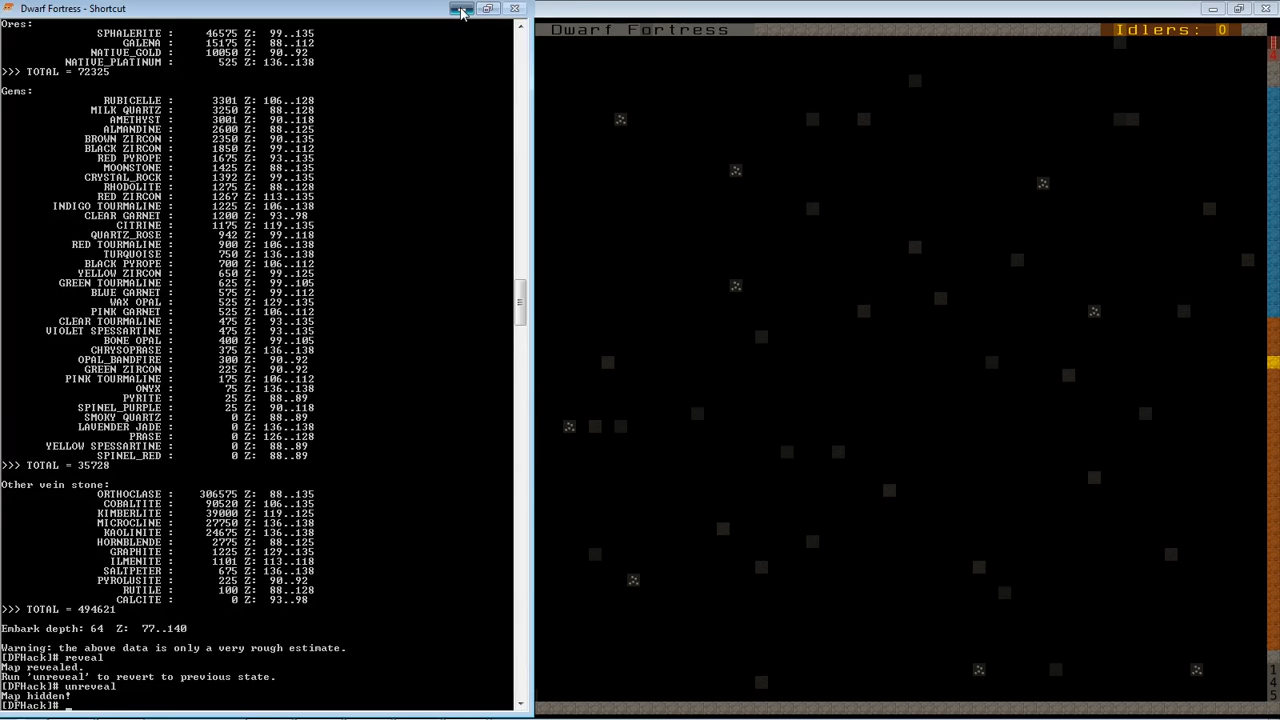 Dwarf Fortress - Shortcut
Ores:
SPHALERITE : 46575 Z: 99..135
GALENA : 15175 Z: 88..112
NATIVE_GOLD : 10050 Z: 90..92
NATIVE_PLATINUM : 525 Z: 136..138
>>> TOTAL = 72325
Gems:
RUBICELLE : 3301 Z: 106..128
MILK QUARTZ : 3250 Z: 88..128
AMETHYST : 3001 Z: 90..118
ALMANDINE : 2600 Z: 88..125
BROWN ZIRCON : 2350 Z: 90..135
BLACK ZIRCON : 1850 Z: 99..112
RED PYROPE : 1675 Z: 93..135
MOONSTONE : 1425 Z: 88..135
CRYSTAL_ROCK : 1392 Z: 99..135
RHODOLITE : 1275 Z: 88..128
RED ZIRCON : 1267 Z: 113..135
INDIGO TOURMALINE : 1225 Z: 106..138
CLEAR GARNET : 1200 Z: 93..98
CITRINE : 1175 Z: 119..135
QUARTZ_ROSE : 942 Z: 99..118
RED TOURMALINE : 900 Z: 106..138
TURQUOISE : 750 Z: 136..138
BLACK PYROPE : 700 Z: 106..112
YELLOW ZIRCON : 650 Z: 99..125
GREEN TOURMALINE : 625 Z: 99..105
BLUE GARNET : 575 Z: 99..112
WAX OPAL : 525 Z: 129..135
PINK GARNET : 525 Z: 106..112
CLEAR TOURMALINE : 475 Z: 93..135
VIOLET SPESSARTINE : 475 Z: 93..135
BONE OPAL : 400 Z: 99..105
CHRYSOPRASE : 375 Z: 136..138
OPAL_BANDFIRE : 300 Z: 90..92
GREEN ZIRCON : 225 Z: 90..92
PINK TOURMALINE : 175 Z: 106..112
ONYX : 75 Z: 136..138
PYRITE : 25 Z: 88..89
SPINEL_PURPLE : 25 Z: 90..118
SMOKY QUARTZ : 0 Z: 88..89
LAVENDER JADE : 0 Z: 136..138
PRASE : 0 Z: 126..128
YELLOW SPESSARTINE : 0 Z: 88..89
SPINEL_RED : 0 Z: 88..89
>>> TOTAL = 35728
Other vein stone:
ORTHOCLASE : 306575 Z: 88..135
COBALTITE : 90520 Z: 106..135
KIMBERLITE : 39000 Z: 119..125
MICROCLINE : 27750 Z: 136..138
KAOLINITE : 24675 Z: 136..138
HORNBLENDE : 2775 Z: 88..125
GRAPHITE : 1225 Z: 129..135
ILMENITE : 1101 Z: 113..118
SALTPETER : 675 Z: 136..138
PYROLUSITE : 225 Z: 90..92
RUTILE : 100 Z: 88..128
CALCITE : 0 Z: 93..98
>>> TOTAL = 494621
Embark depth: 64 Z: 77..140
Warning: the above data is only a very rough estimate.
[DFHack]# reveal
Map revealed.
Run 'unreveal' to revert to previous state.
[DFHack]# unreveal
Map hidden!
[DFHack]# _
Dwarf Fortress
Idlers: 0
4
1
4
5